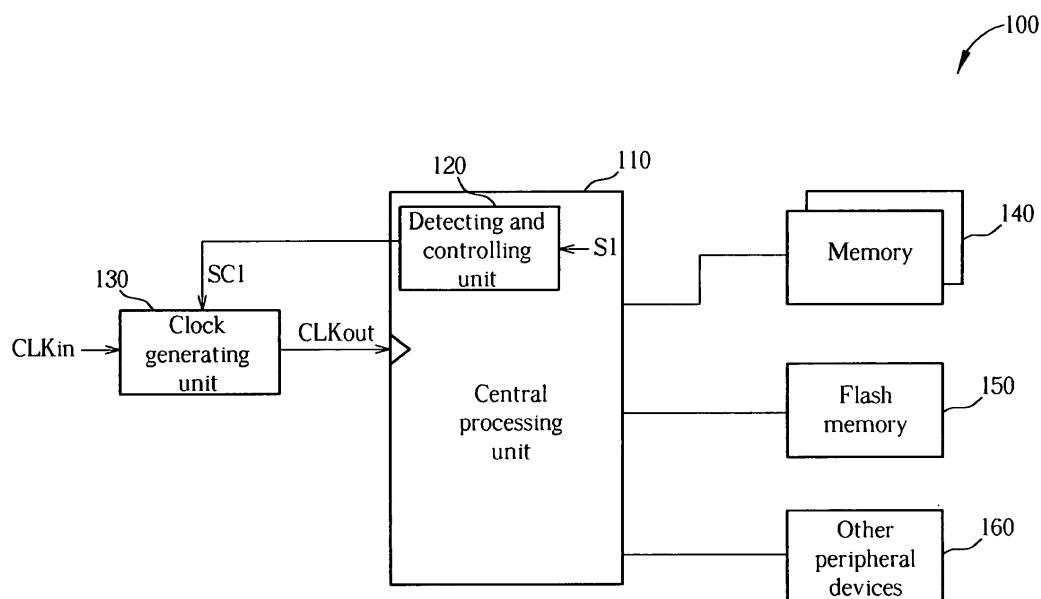 100
120
110
Detecting and
controlling
unit
S1
140
Memory
SC1
130
Clock
generating
unit
CLKin
CLKout
Central
processing
unit
Flash
memory
150
Other
peripheral
devices
160